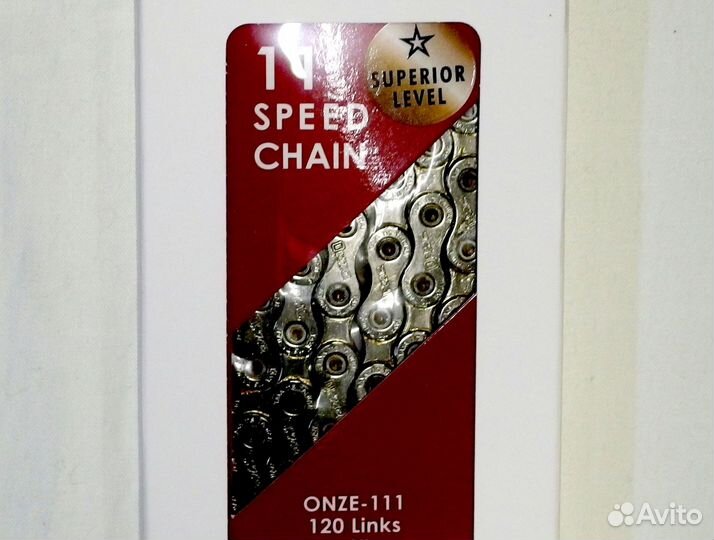 11
SPEED
CHAIN
SUPERIOR
LEVEL
ONZE-111
120 Links
Avito